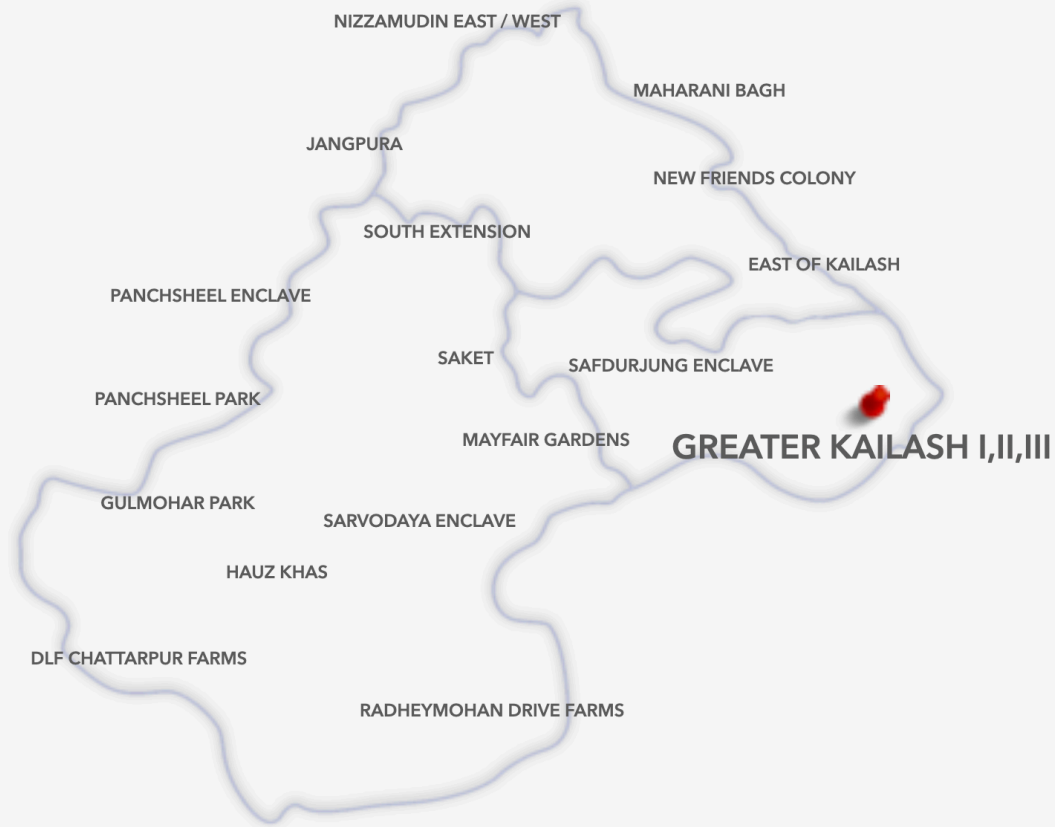 NIZZAMUDIN EAST / WEST
MAHARANI BAGH
JANGPURA
NEW FRIENDS COLONY
SOUTH EXTENSION
EAST OF KAILASH
PANCHSHEEL ENCLAVE
SAKET
SAFDURJUNG ENCLAVE
PANCHSHEEL PARK
MAYFAIR GARDENS
GREATER KAILASH I,II,III
GULMOHAR PARK
SARVODAYA ENCLAVE
HAUZ KHAS
DLF CHATTARPUR FARMS
RADHEYMOHAN DRIVE FARMS